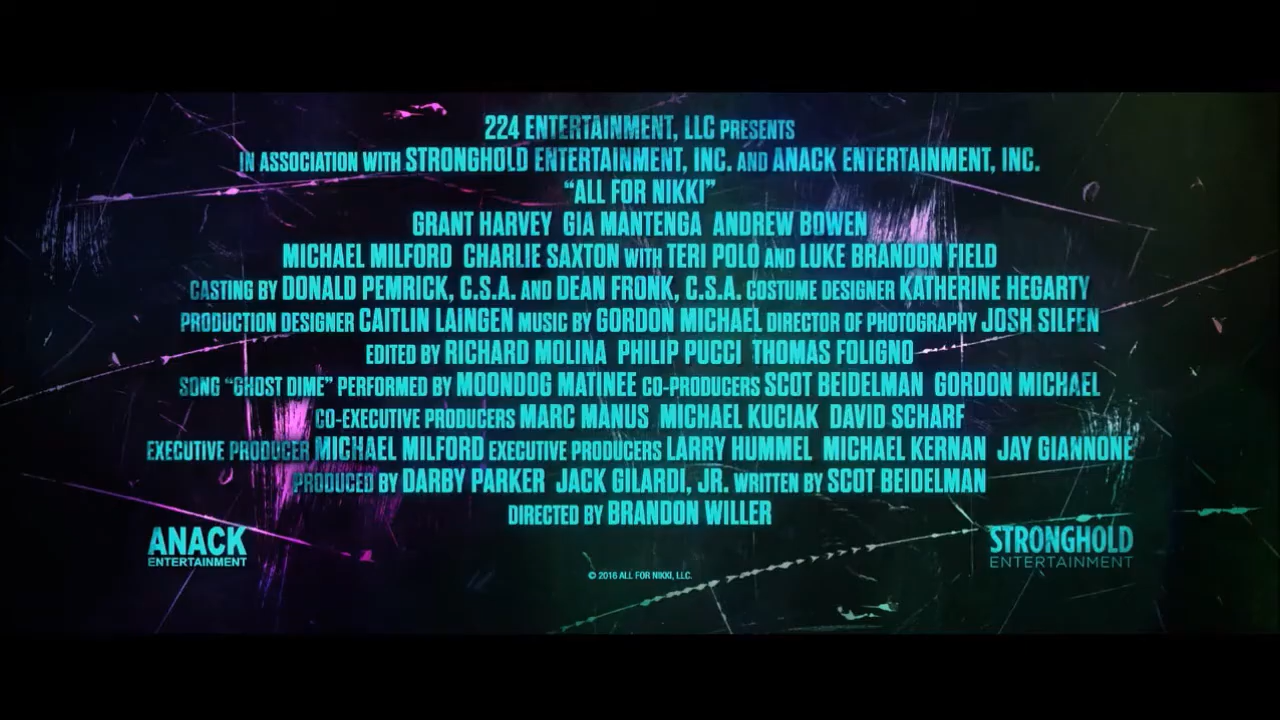 224 ENTERTAINMENT, LLC PRESENTS
IN ASSOCIATION WITH STRONGHOLD ENTERTAINMENT, INC. AND ANACK ENTERTAINMENT, INC.
“ALL FOR NIKKI”
GRANT HARVEY GIA MANTENGA ANDREW BOWEN
MICHAEL MILFORD CHARLIE SAXTON WITH TERI POLO AND LUKE BRANDON FIELD
CASTING BY DONALD PEMRICK, C.S.A. AND DEAN FRONK, C.S.A. COSTUME DESIGNER KATHERINE HEGARTY
PRODUCTION DESIGNER CAITLIN LAINGEN MUSIC BY GORDON MICHAEL DIRECTOR OF PHOTOGRAPHY JOSH SILFEN
EDITED BY RICHARD MOLINA PHILIP PUCCI THOMAS FOLIGNO
SONG “GHOST DIME” PERFORMED BY MOONDOG MATINEE CO-PRODUCERS SCOT BEIDELMAN GORDON MICHAEL
CO-EXECUTIVE PRODUCERS MARC MANUS MICHAEL KUCIAK DAVID SCHARF
EXECUTIVE PRODUCER MICHAEL MILFORD EXECUTIVE PRODUCERS LARRY HUMMEL MICHAEL KERNAN JAY GIANNONE
PRODUCED BY DARBY PARKER JACK GILARDI, JR. WRITTEN BY SCOT BEIDELMAN
DIRECTED BY BRANDON WILLER
ANACK
ENTERTAINMENT
STRONGHOLD
ENTERTAINMENT
© 2016 ALL FOR NIKKI, LLC.